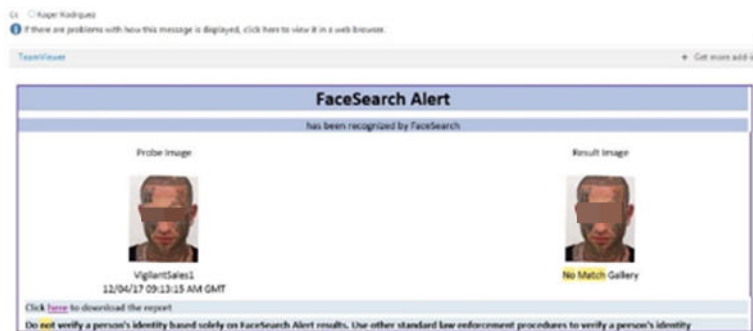 Cc Roger Rodriguez
If there are problems with how this message is displayed, click here to view it in a web browser.
TeamViewer + Get more add-i
FaceSearch Alert
has been recognized by FaceSearch
Probe Image Result Image
VigilantSales1 No Match Gallery
12/04/17 09:13:15 AM GMT
Click here to download the report
Do not verify a person's identity based solely on FaceSearch Alert results. Use other standard law enforcement procedures to verify a person's identity